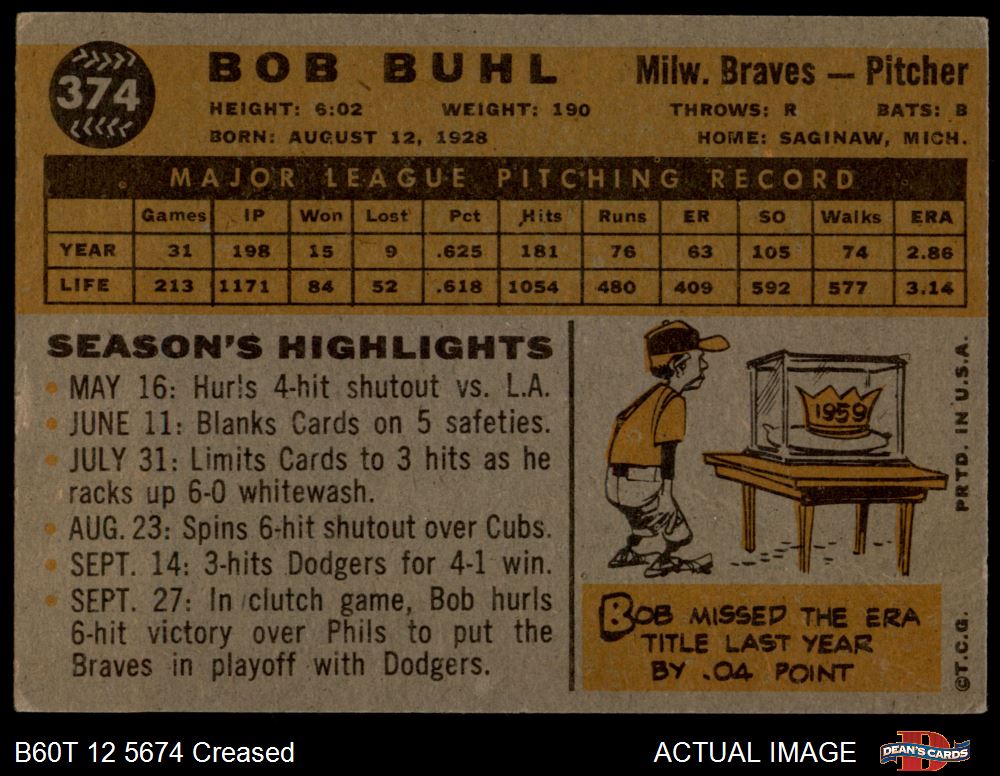 374
BOB BUHL
Milw. Braves — Pitcher
HEIGHT: 6:02 WEIGHT: 190 THROWS: R BATS: B
BORN: AUGUST 12, 1928 HOME: SAGINAW, MICH.
MAJOR LEAGUE PITCHING RECORD
Games IP Won Lost Pct Hits Runs ER SO Walks ERA
YEAR 31 198 15 9 .625 181 76 63 105 74 2.86
LIFE 213 1171 84 52 .618 1054 480 409 592 577 3.14
SEASON'S HIGHLIGHTS
• MAY 16: Hurls 4-hit shutout vs. L.A.
• JUNE 11: Blanks Cards on 5 safeties.
• JULY 31: Limits Cards to 3 hits as he
racks up 6-0 whitewash.
• AUG. 23: Spins 6-hit shutout over Cubs.
• SEPT. 14: 3-hits Dodgers for 4-1 win.
• SEPT. 27: In clutch game, Bob hurls
6-hit victory over Phils to put the
Braves in playoff with Dodgers.
1959
BOB MISSED THE ERA
TITLE LAST YEAR
BY .04 POINT
©T.C.G. PRTD. IN U.S.A.
B60T 12 5674 Creased
ACTUAL IMAGE
DEAN'S CARDS